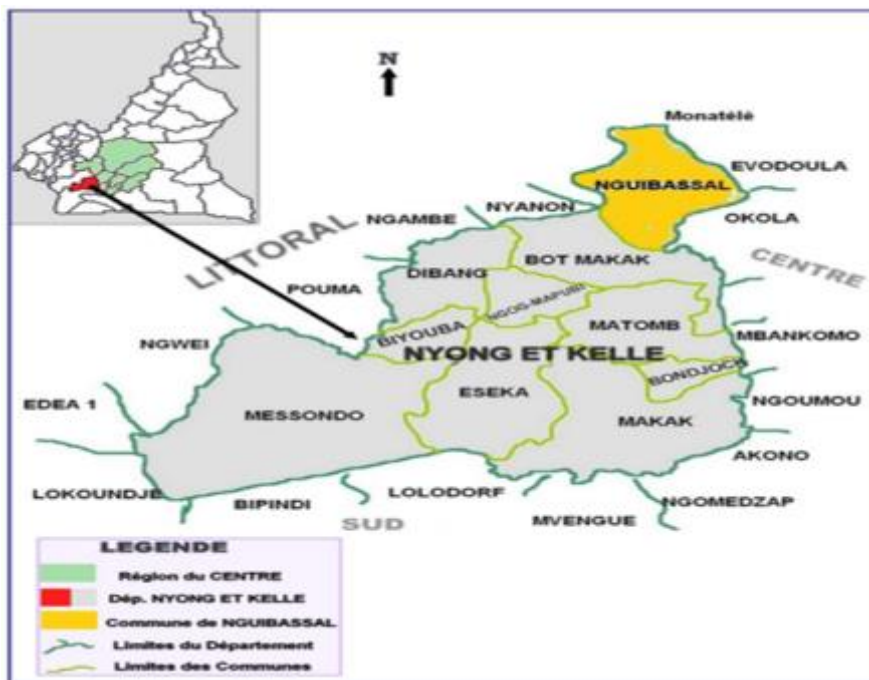 N
Monatélé
EVODOULA
NGUIBASSAL
OKOLA
NYANON
NGAMBE
LITTORAL
CENTRE
BOT MAKAK
DIBANG
POUMA
NGOG-MAPUBI
MATOMB
BIYOUBA
MBANKOMO
NGWEI
NYONG ET KELLE
BONDJOCK
ESEKA
NGOUMOU
EDEA 1
MESSONDO
MAKAK
AKONO
LOKOUNDJE
BIPINDI
LOLODORF
NGOMEDZAP
SUD
MVENGUE
LEGENDE
Région du CENTRE
Dép. NYONG ET KELLE
Commune de NGUIBASSAL
Limites du Département
Limites des Communes